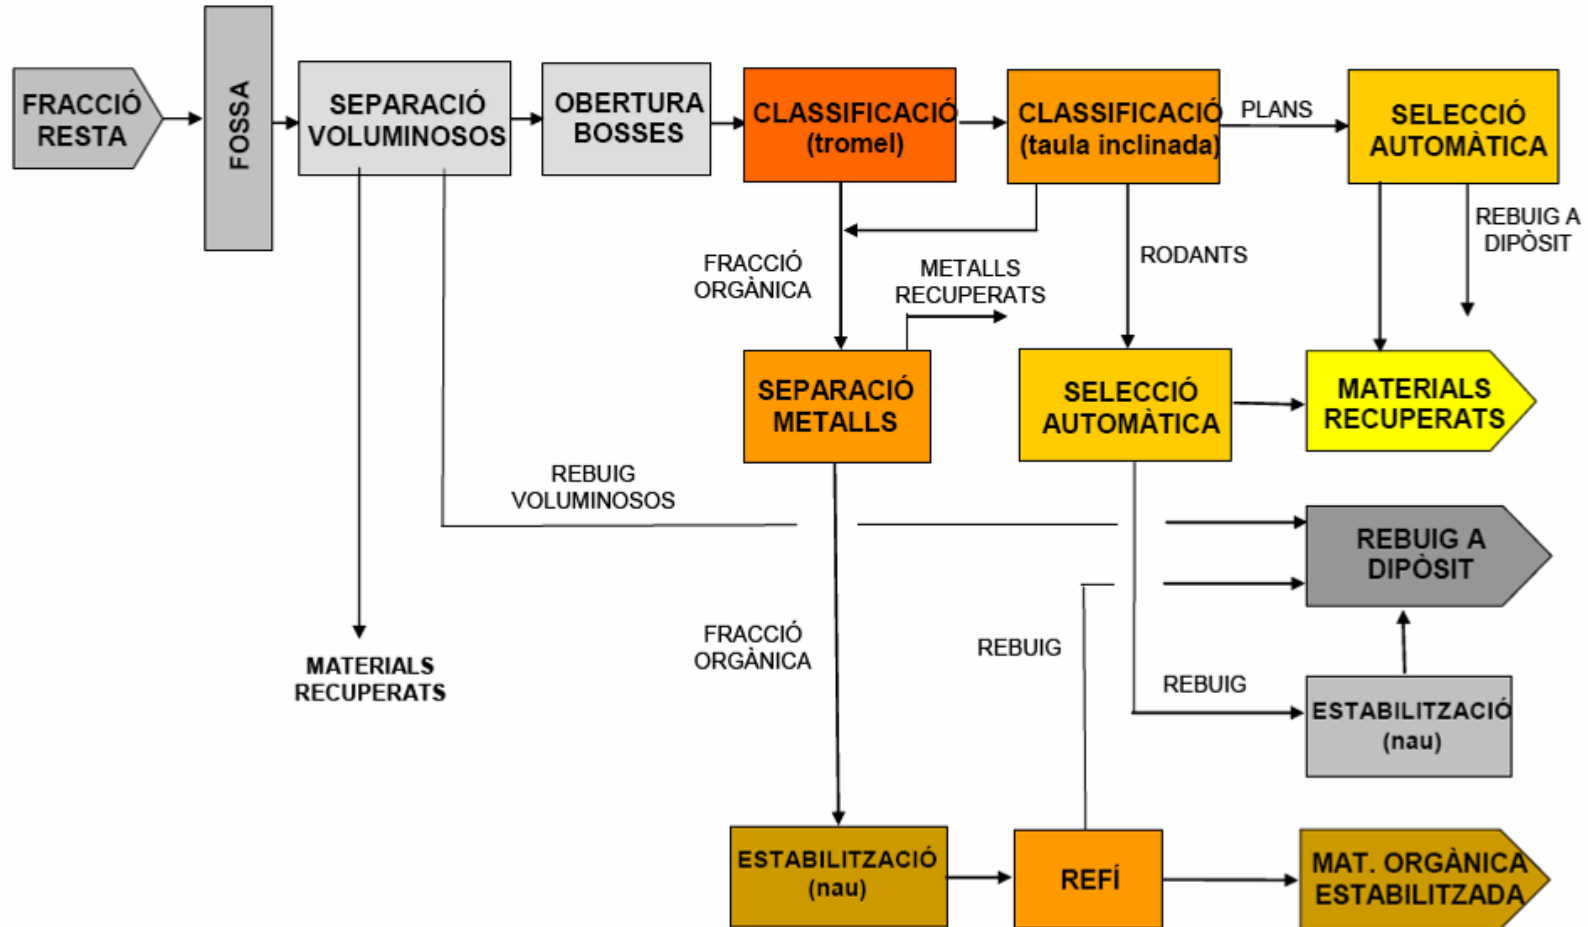 FRACCIÓ
RESTA
FOSSA
SEPARACIÓ
VOLUMINOSOS
OBERTURA
BOSSES
CLASSIFICACIÓ
(tromel)
CLASSIFICACIÓ
(taula inclinada)
PLANS
SELECCIÓ
AUTOMÀTICA
REBUIG A
DIPÒSIT
FRACCIÓ
ORGÀNICA
METALLS
RECUPERATS
RODANTS
SEPARACIÓ
METALLS
SELECCIÓ
AUTOMÀTICA
MATERIALS
RECUPERATS
REBUIG
VOLUMINOSOS
REBUIG A
DIPÒSIT
MATERIALS
RECUPERATS
FRACCIÓ
ORGÀNICA
REBUIG
REBUIG
ESTABILITZACIÓ
(nau)
ESTABILITZACIÓ
(nau)
REFÍ
MAT. ORGÀNICA
ESTABILITZADA